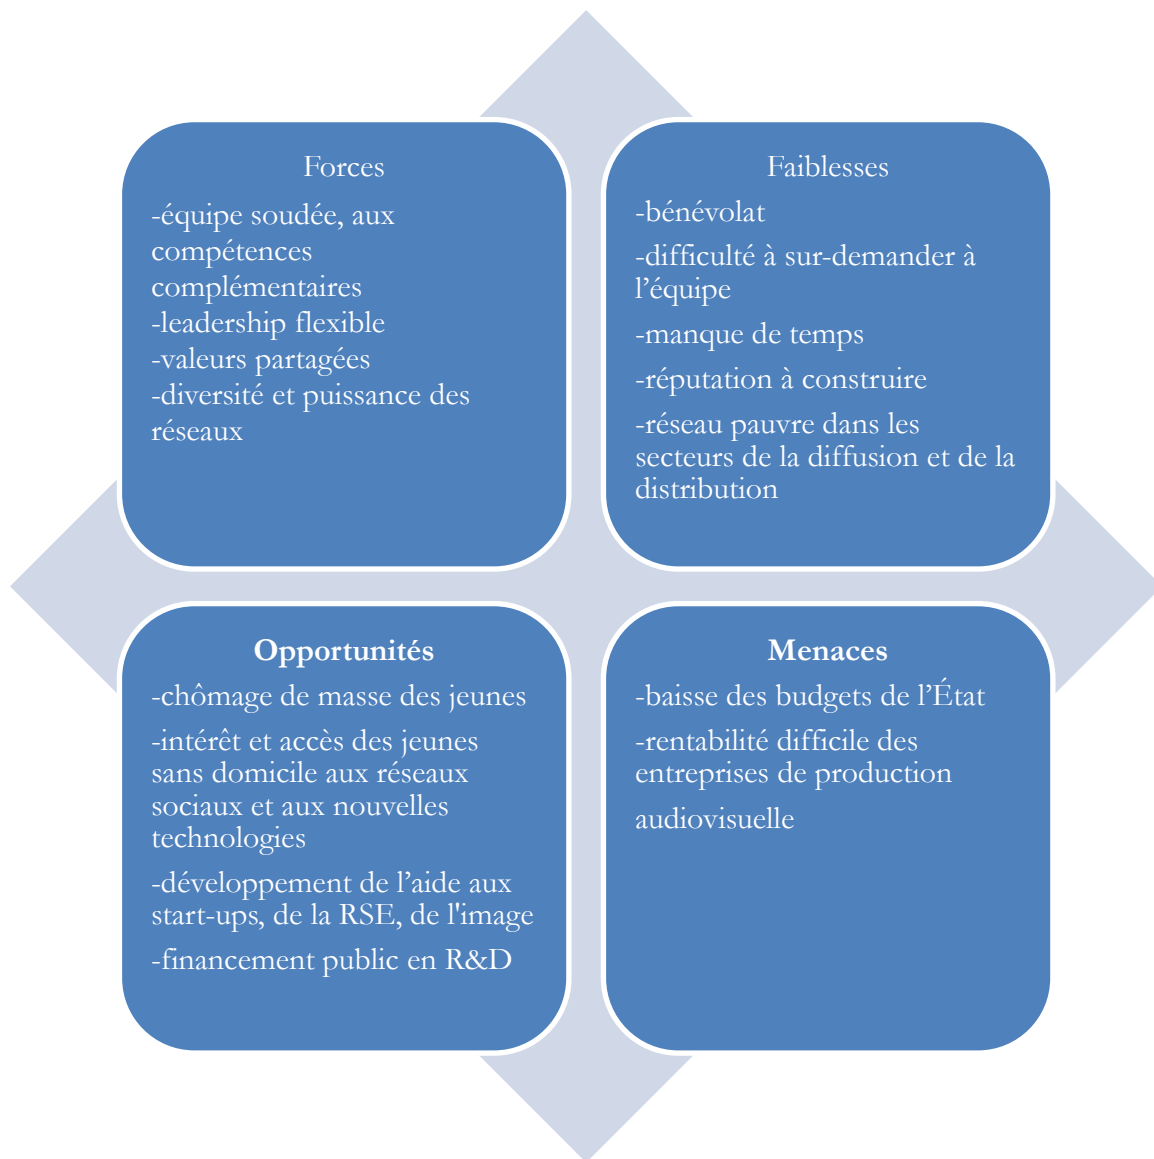 Forces
-équipe soudée, aux
compétences
complémentaires
-leadership flexible
-valeurs partagées
-diversité et puissance des
réseaux
Faiblesses
-bénévolat
-difficulté à sur-demander à
l’équipe
-manque de temps
-réputation à construire
-réseau pauvre dans les
secteurs de la diffusion et de la
distribution
Opportunités
-chômage de masse des jeunes
-intérêt et accès des jeunes
sans domicile aux réseaux
sociaux et aux nouvelles
technologies
-développement de l’aide aux
start-ups, de la RSE, de l'image
-financement public en R&D
Menaces
-baisse des budgets de l’État
-rentabilité difficile des
entreprises de production
audiovisuelle